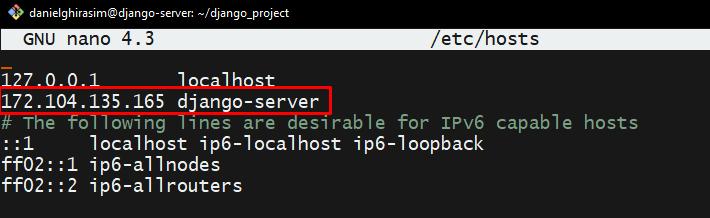 danielghirasim@django-server: ~/django_project
GNU nano 4.3 /etc/hosts
127.0.0.1 localhost
172.104.135.165 django-server
# The following lines are desirable for IPv6 capable hosts
::1 localhost ip6-localhost ip6-loopback
ff02::1 ip6-allnodes
ff02::2 ip6-allrouters